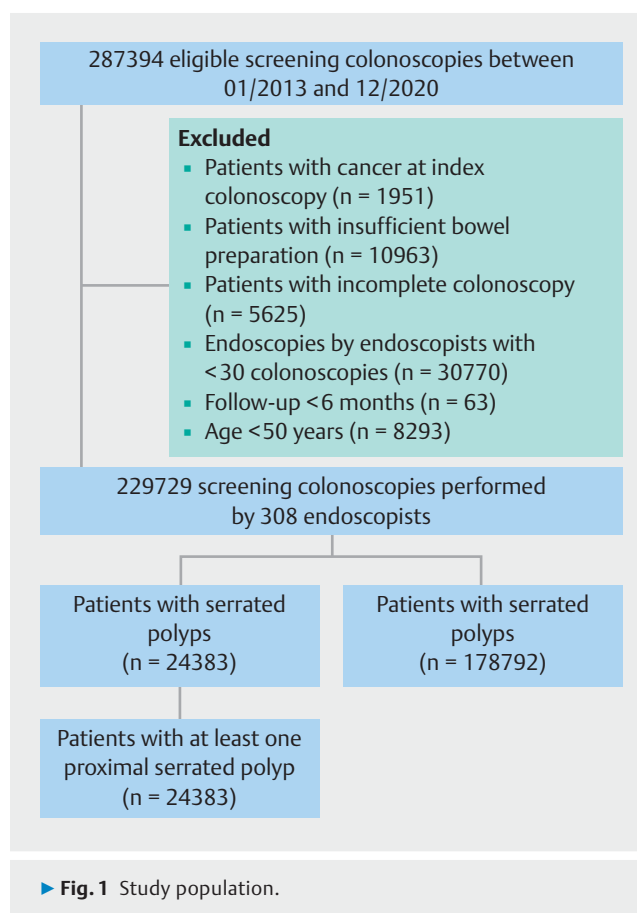 287394 eligible screening colonoscopies between
01/2013 and 12/2020
Excluded
▪ Patients with cancer at index
colonoscopy (n = 1951)
▪ Patients with insufficient bowel
preparation (n = 10963)
▪ Patients with incomplete colonoscopy
(n = 5625)
▪ Endoscopies by endoscopists with
<30 colonoscopies (n = 30770)
▪ Follow-up <6 months (n = 63)
▪ Age <50 years (n = 8293)
229729 screening colonoscopies performed
by 308 endoscopists
Patients with serrated
polyps
(n = 24383)
Patients with serrated
polyps
(n = 178792)
Patients with at least one
proximal serrated polyp
(n = 24383)
▶ Fig. 1 Study population.